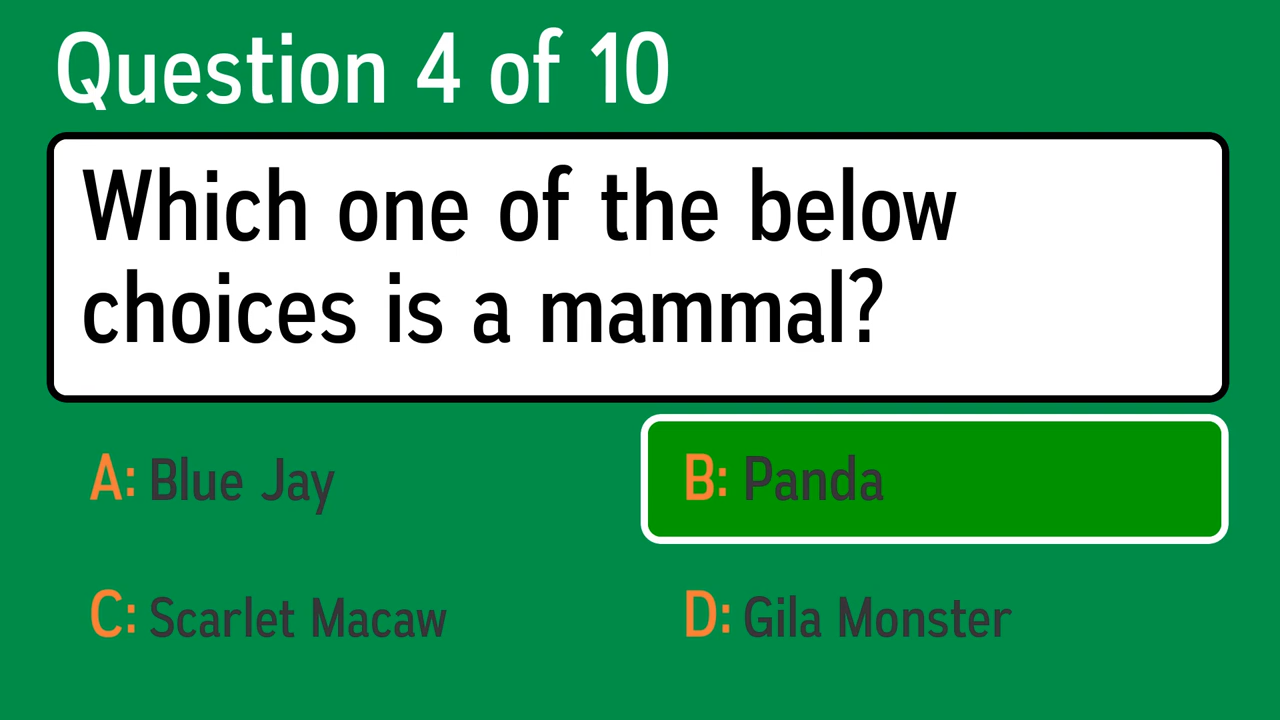 Question 4 of 10
Which one of the below
choices is a mammal?
A: Blue Jay
B: Panda
C: Scarlet Macaw
D: Gila Monster